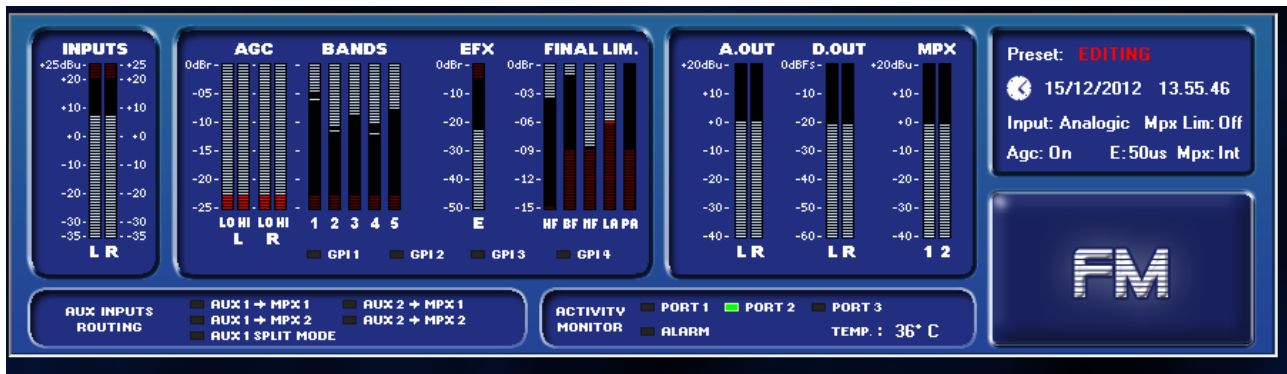 INPUTS
+25dBu- -+25
+20- -+20
+10- -+10
+0- -+0
-10- --10
-20- --20
-30- --30
-35- --35
L R
AGC BANDS EFX FINAL LIM.
0dBr- 0dBr- 0dBr-
-05- -10- -03-
-10- -20- -06-
-15- -30- -09-
-20- -40- -12-
-25- -50- -15-
LO HI LO HI 1 2 3 4 5 E HF BF MF LA PA
L R
GPI 1 GPI 2 GPI 3 GPI 4
A.OUT D.OUT MPX
+20dBu- 0dBFs- +20dBu-
+10- -10- +10-
+0- -20- +0-
-10- -30- -10-
-20- -40- -20-
-30- -50- -30-
-40- -60- -40-
L R L R 1 2
Preset: EDITING
15/12/2012 13.55.46
Input: Analogic Mpx Lim: Off
Agc: On E:50us Mpx: Int
FM
AUX INPUTS
ROUTING
AUX 1 → MPX 1 AUX 2 → MPX 1
AUX 1 → MPX 2 AUX 2 → MPX 2
AUX 1 SPLIT MODE
ACTIVITY
MONITOR
PORT 1 PORT 2 PORT 3
ALARM TEMP. : 36° C